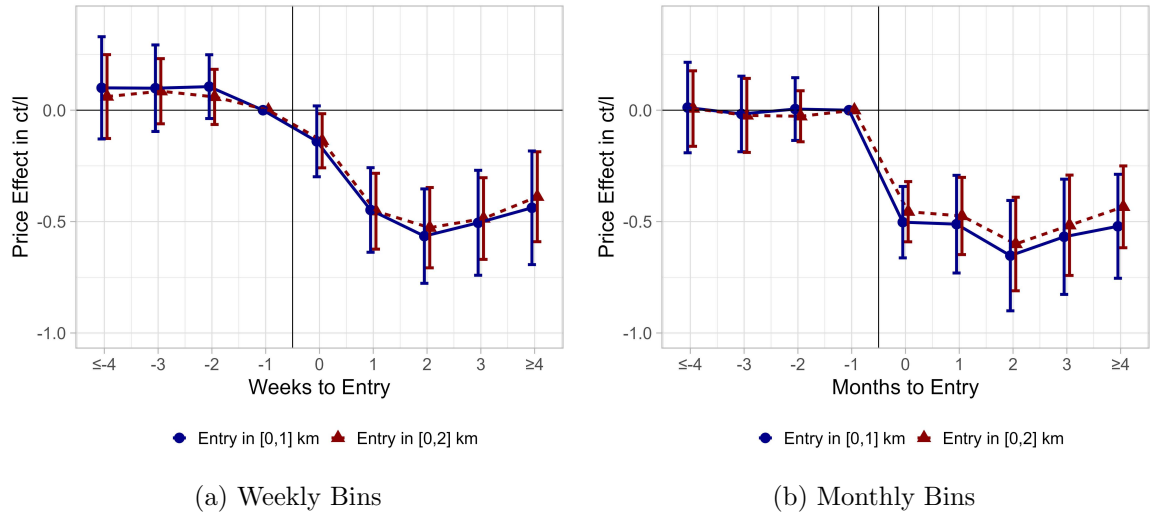 Price Effect in ct/l
0.0
-0.5
-1.0
≤-4 -3 -2 -1 0 1 2 3 ≥4
Weeks to Entry
Entry in [0,1] km Entry in [0,2] km
(a) Weekly Bins
Price Effect in ct/l
0.0
-0.5
-1.0
≤-4 -3 -2 -1 0 1 2 3 ≥4
Months to Entry
Entry in [0,1] km Entry in [0,2] km
(b) Monthly Bins